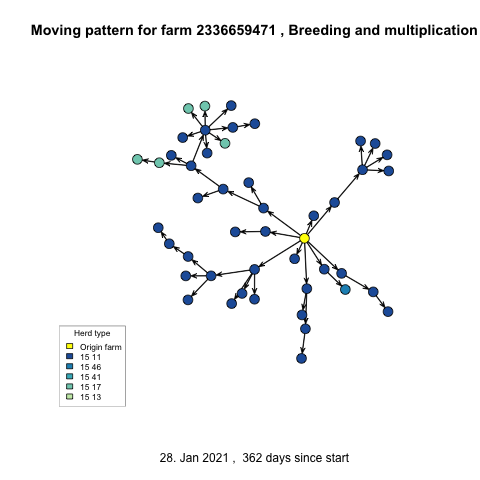 Moving pattern for farm 2336659471 , Breeding and multiplication
Herd type
Origin farm
15 11
15 46
15 41
15 17
15 13
28. Jan 2021 , 362 days since start